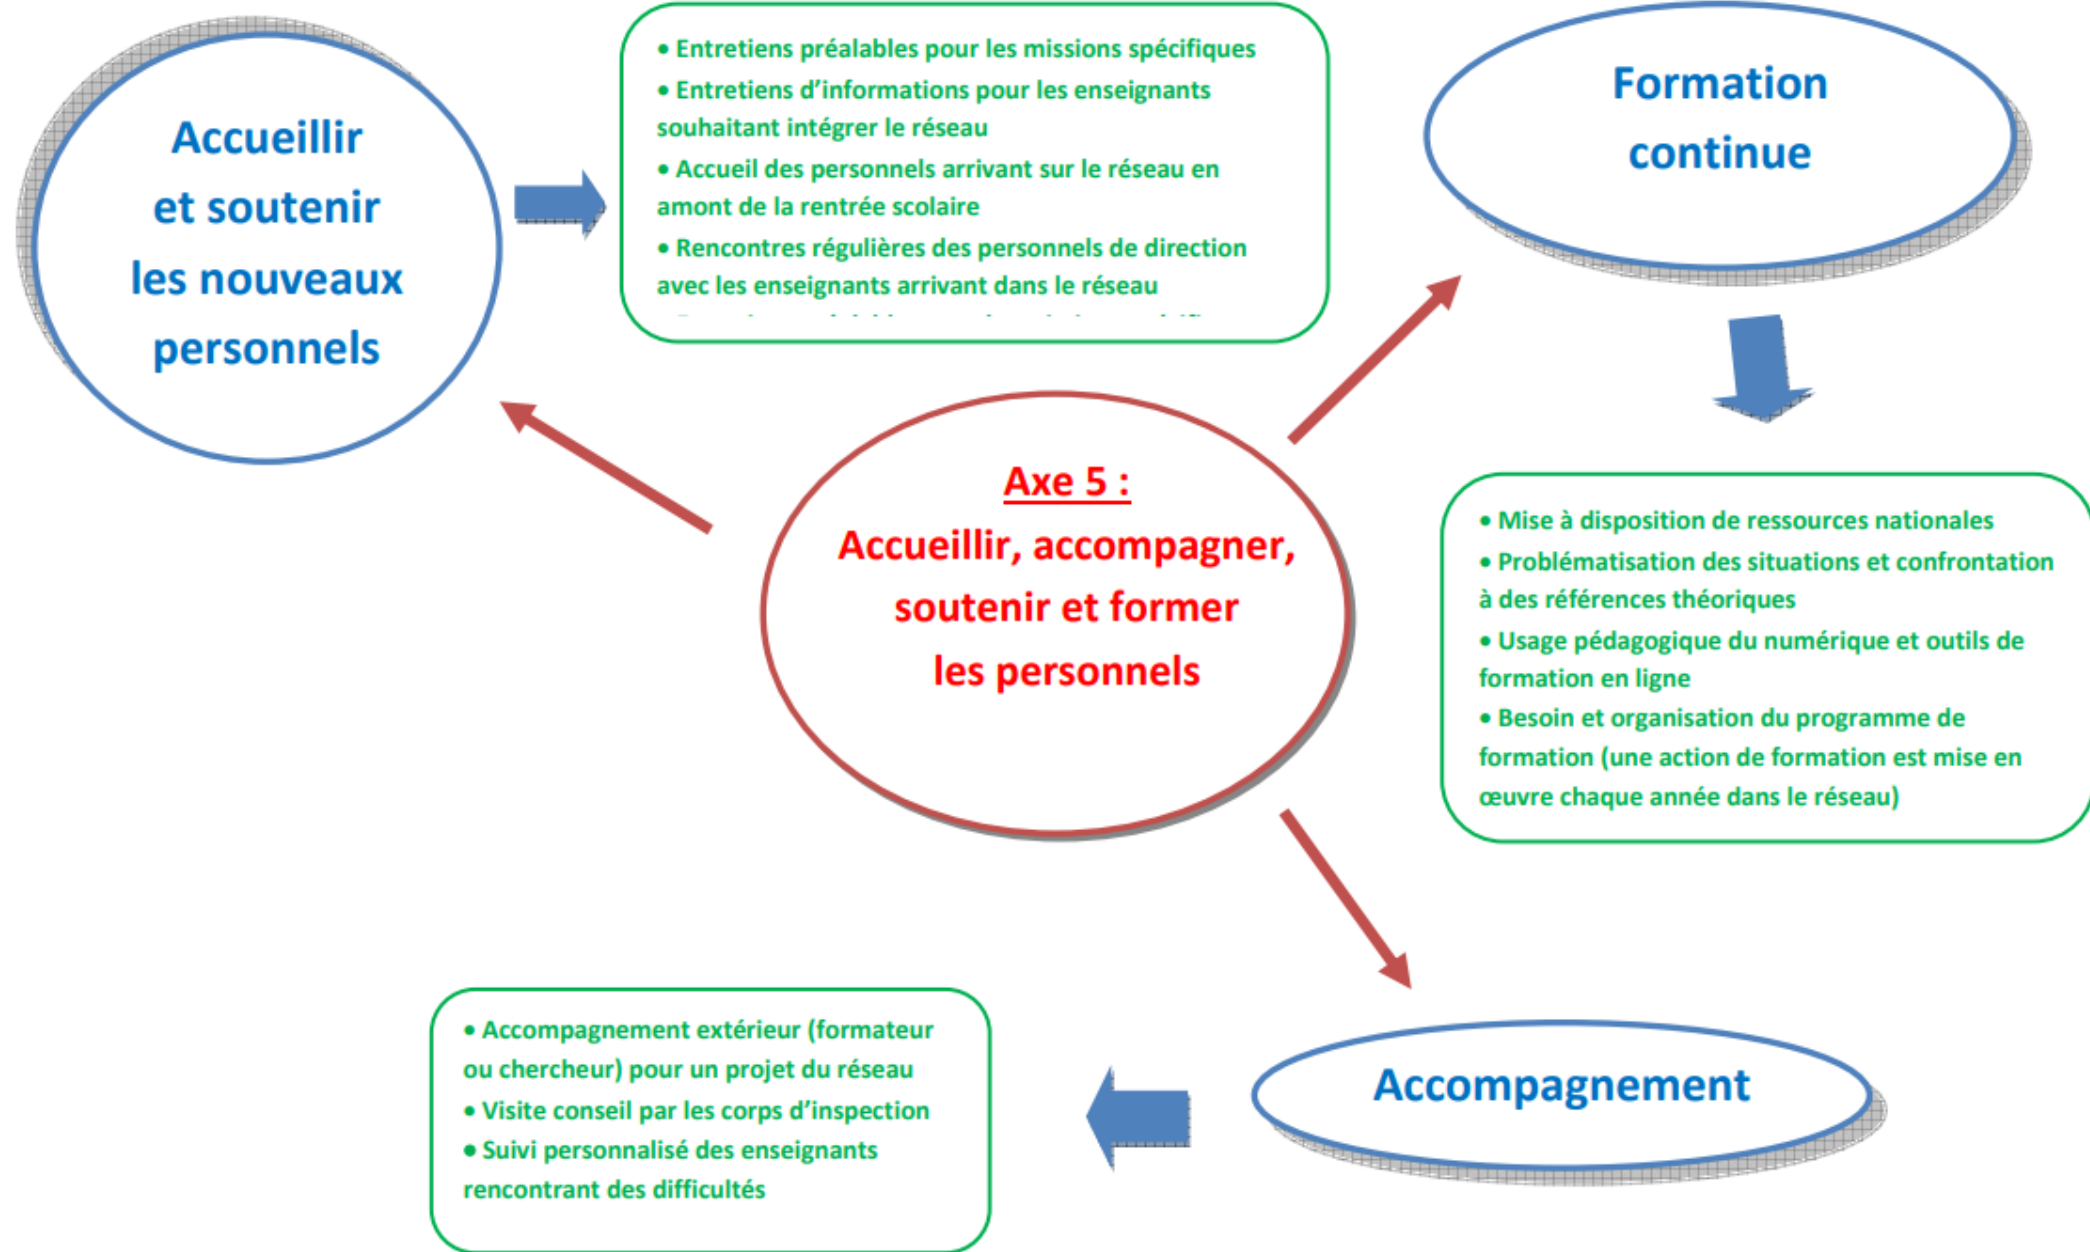 Accueillir
et soutenir
les nouveaux
personnels
• Entretiens préalables pour les missions spécifiques
• Entretiens d’informations pour les enseignants
souhaitant intégrer le réseau
• Accueil des personnels arrivant sur le réseau en
amont de la rentrée scolaire
• Rencontres régulières des personnels de direction
avec les enseignants arrivant dans le réseau
Formation
continue
Axe 5 :
Accueillir, accompagner,
soutenir et former
les personnels
• Mise à disposition de ressources nationales
• Problématisation des situations et confrontation
à des références théoriques
• Usage pédagogique du numérique et outils de
formation en ligne
• Besoin et organisation du programme de
formation (une action de formation est mise en
œuvre chaque année dans le réseau)
• Accompagnement extérieur (formateur
ou chercheur) pour un projet du réseau
• Visite conseil par les corps d’inspection
• Suivi personnalisé des enseignants
rencontrant des difficultés
Accompagnement